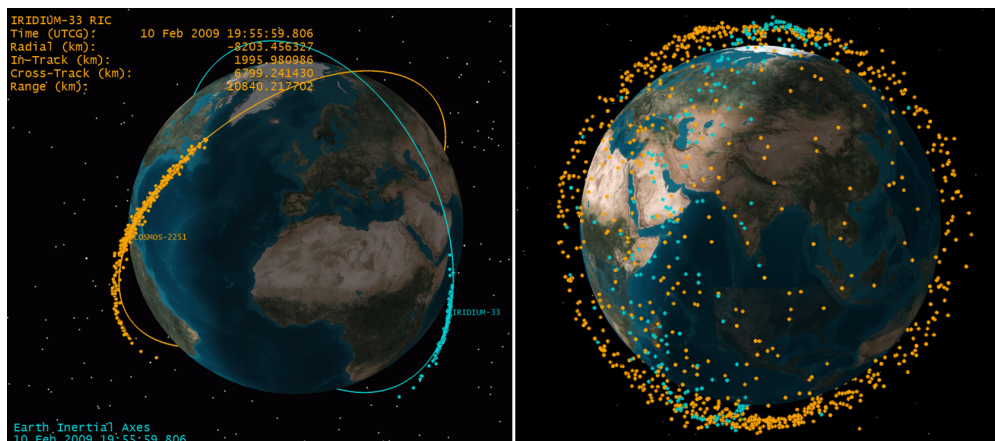 IRIDIUM-33 RIC
Time (UTCG): 10 Feb 2009 19:55:59.806
Radial (km): -8203.456327
In-Track (km): 1995.980986
Cross-Track (km): 6799.241430
Range (km): 10840.217702
COSMOS-2251
IRIDIUM-33
Earth Inertial Axes
10 Feb 2009 19:55:59.806